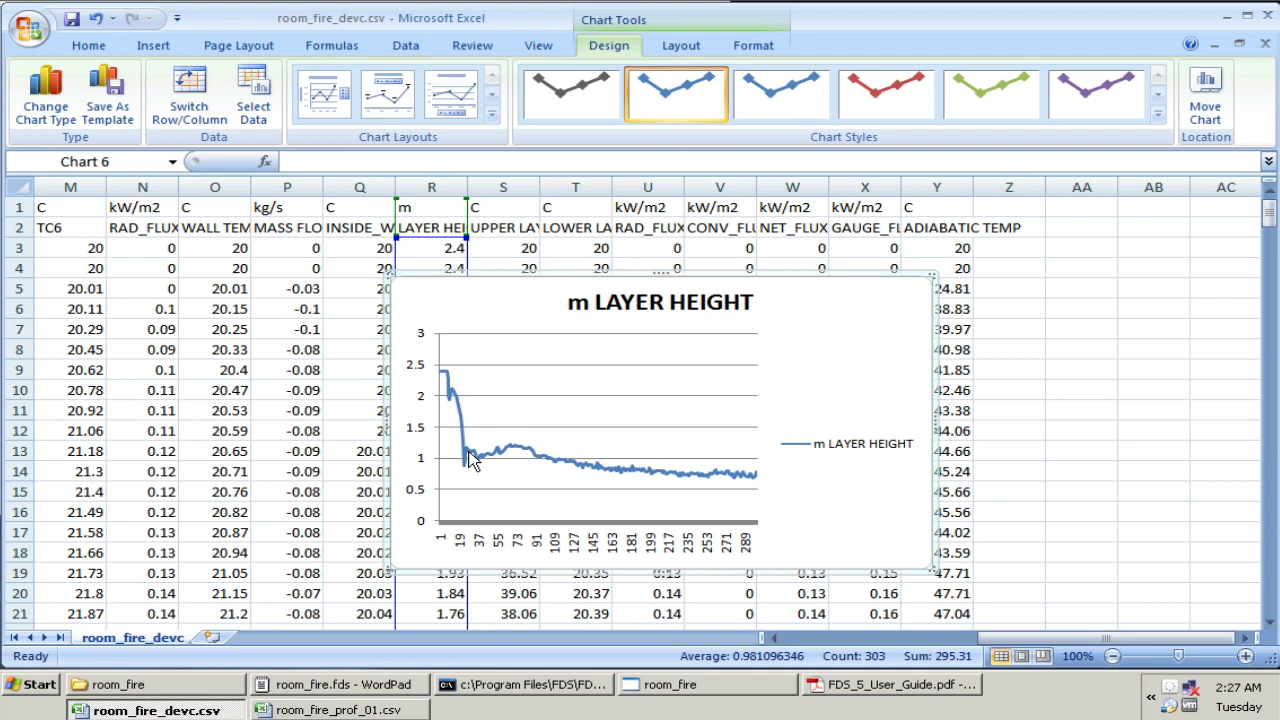 room_fire_devc.csv - Microsoft Excel
Chart Tools
Home Insert Page Layout Formulas Data Review View Design Layout Format
Change Chart Type
Save As Template
Switch Row/Column
Select Data
Move Chart
Type Data Chart Layouts Chart Styles Location
Chart 6 fx
M N O P Q R S T U V W X Y Z AA AB AC
1 C kW/m2 C kg/s C m C C kW/m2 kW/m2 kW/m2 kW/m2 C
2 TC6 RAD_FLUX WALL TEM MASS FLO INSIDE_W LAYER HEI UPPER LAY LOWER LA RAD_FLUX CONV_FLU NET_FLUX GAUGE_FL ADIABATIC TEMP
3 20 0 20 0 20 2.4 20 20 0 0 0 0 20
4 20 0 20 0 20 2.4 20 20 0 0 0 0 20
5 20.01 0 20.01 -0.03 20 24.81
6 20.11 0.1 20.15 -0.1 20 38.83
7 20.29 0.09 20.25 -0.1 20 39.97
8 20.45 0.09 20.33 -0.08 20 40.98
9 20.62 0.1 20.4 -0.08 20 41.85
10 20.78 0.11 20.47 -0.09 20 42.46
11 20.92 0.11 20.53 -0.09 20 43.38
12 21.06 0.11 20.59 -0.08 20 44.06
13 21.18 0.12 20.65 -0.09 20.01 44.66
14 21.3 0.12 20.71 -0.09 20.01 45.24
15 21.4 0.12 20.76 -0.08 20.01 45.66
16 21.49 0.12 20.82 -0.08 20.02 45.56
17 21.58 0.13 20.87 -0.09 20.02 44.02
18 21.66 0.13 20.94 -0.08 20.02 43.59
19 21.73 0.13 21.05 -0.08 20.03 1.93 36.52 20.35 0.13 0 0.13 0.15 47.71
20 21.8 0.14 21.15 -0.07 20.03 1.84 39.06 20.37 0.14 0 0.13 0.16 47.71
21 21.87 0.14 21.2 -0.08 20.04 1.76 38.06 20.39 0.14 0 0.14 0.16 47.04
m LAYER HEIGHT
3
2.5
2
1.5
1
0.5
0
1 19 37 55 73 91 109 127 145 163 181 199 217 235 253 271 289
m LAYER HEIGHT
room_fire_devc
Ready Average: 0.981096346 Count: 303 Sum: 295.31 100%
Start room_fire room_fire.fds - WordPad c:\Program Files\FDS\FD... room_fire FDS_5_User_Guide.pdf -... 2:27 AM
room_fire_devc.csv room_fire_prof_01.csv Tuesday